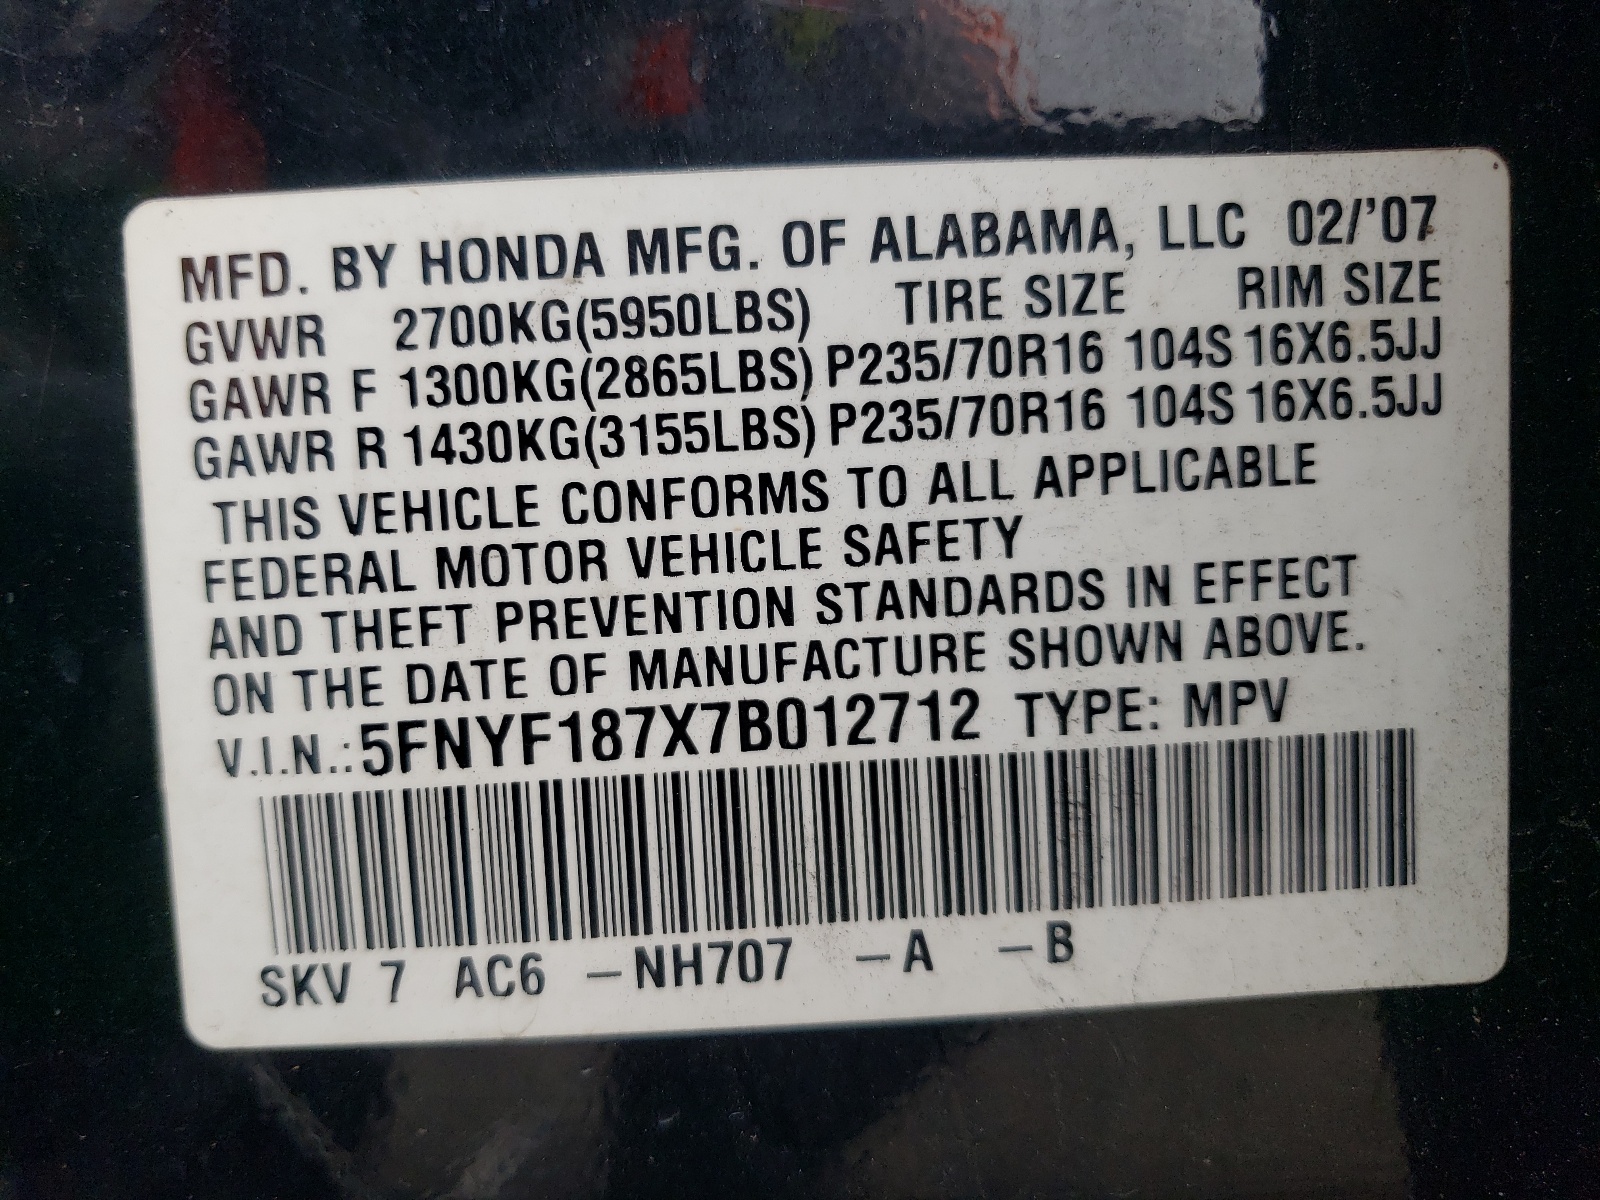 MFD. BY HONDA MFG. OF ALABAMA, LLC 02/'07
GVWR 2700KG(5950LBS) TIRE SIZE RIM SIZE
GAWR F 1300KG(2865LBS) P235/70R16 104S 16X6.5JJ
GAWR R 1430KG(3155LBS) P235/70R16 104S 16X6.5JJ
THIS VEHICLE CONFORMS TO ALL APPLICABLE
FEDERAL MOTOR VEHICLE SAFETY
AND THEFT PREVENTION STANDARDS IN EFFECT
ON THE DATE OF MANUFACTURE SHOWN ABOVE.
V.I.N.:5FNYF187X7B012712 TYPE: MPV
SKV 7 AC6 –NH707 –A –B